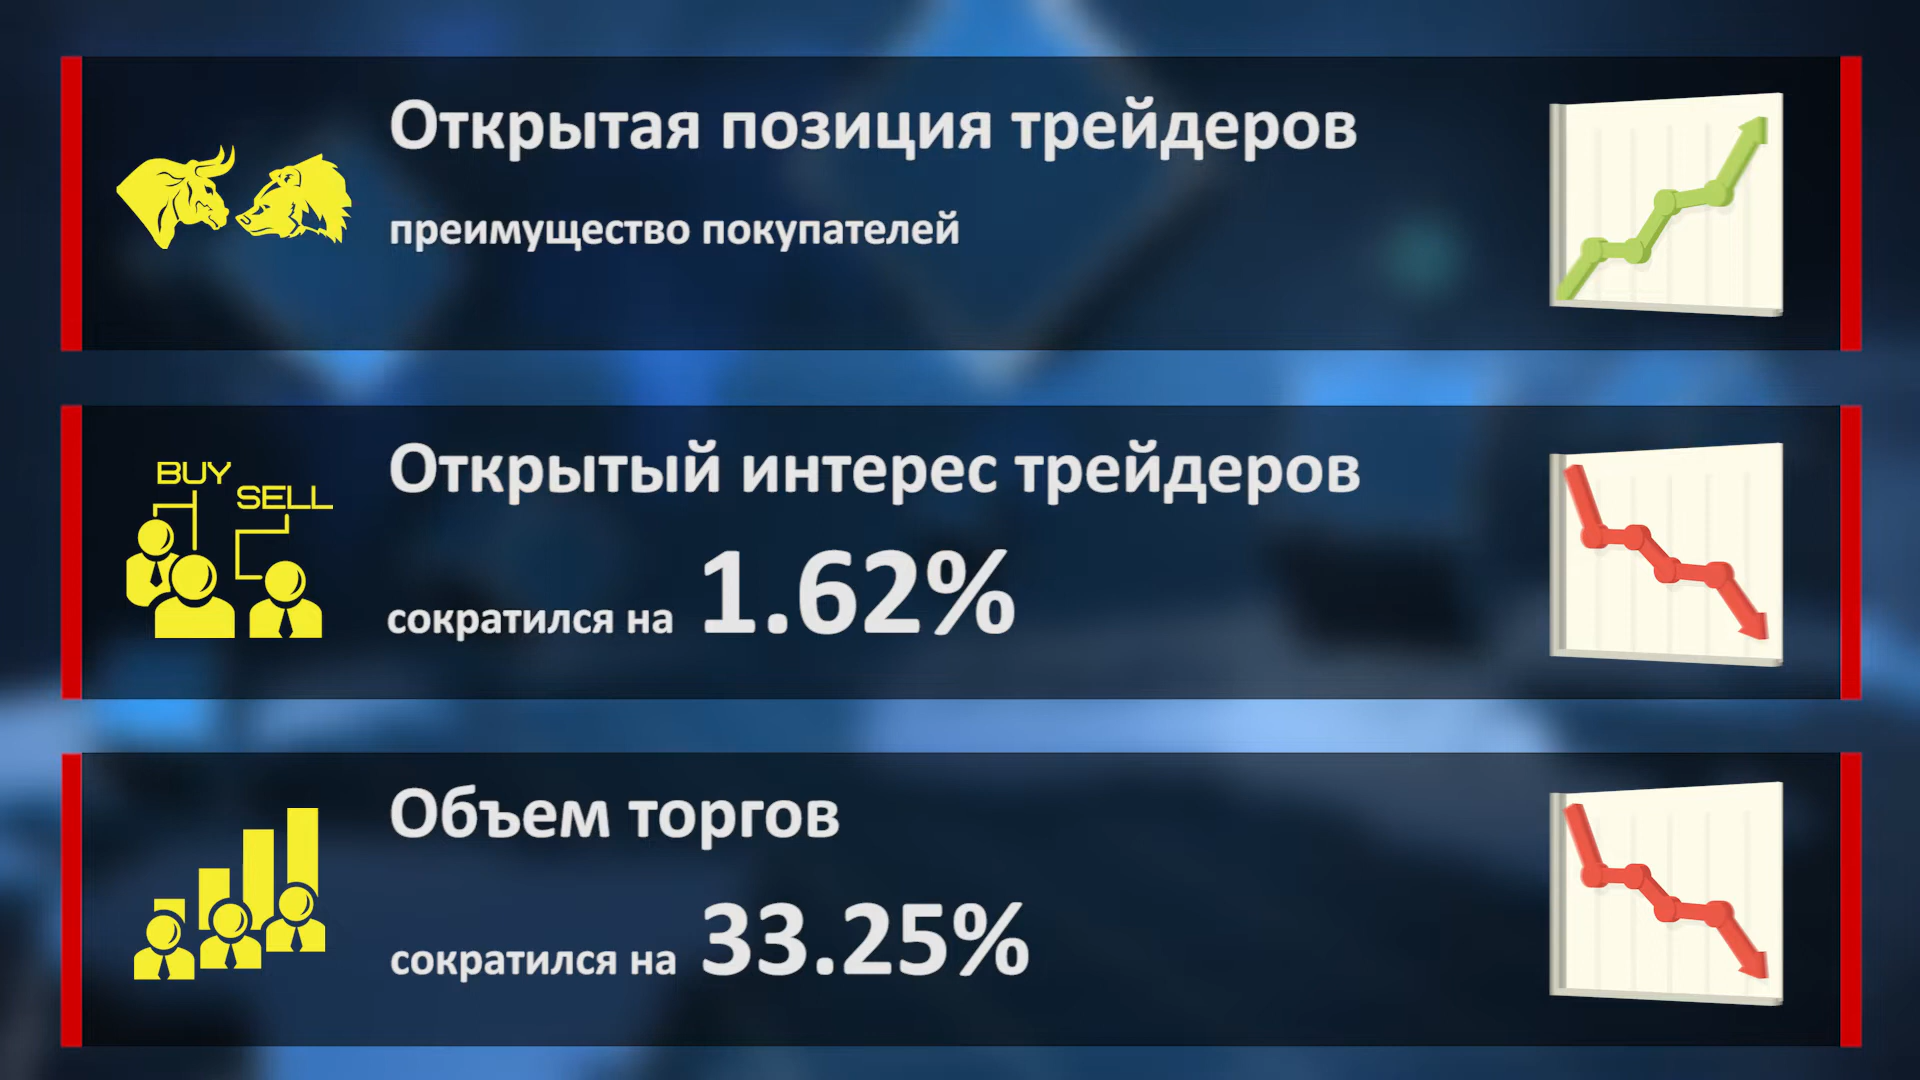 Открытая позиция трейдеров
преимущество покупателей
BUY
SELL
Открытый интерес трейдеров
сократился на 1.62%
Объем торгов
сократился на 33.25%